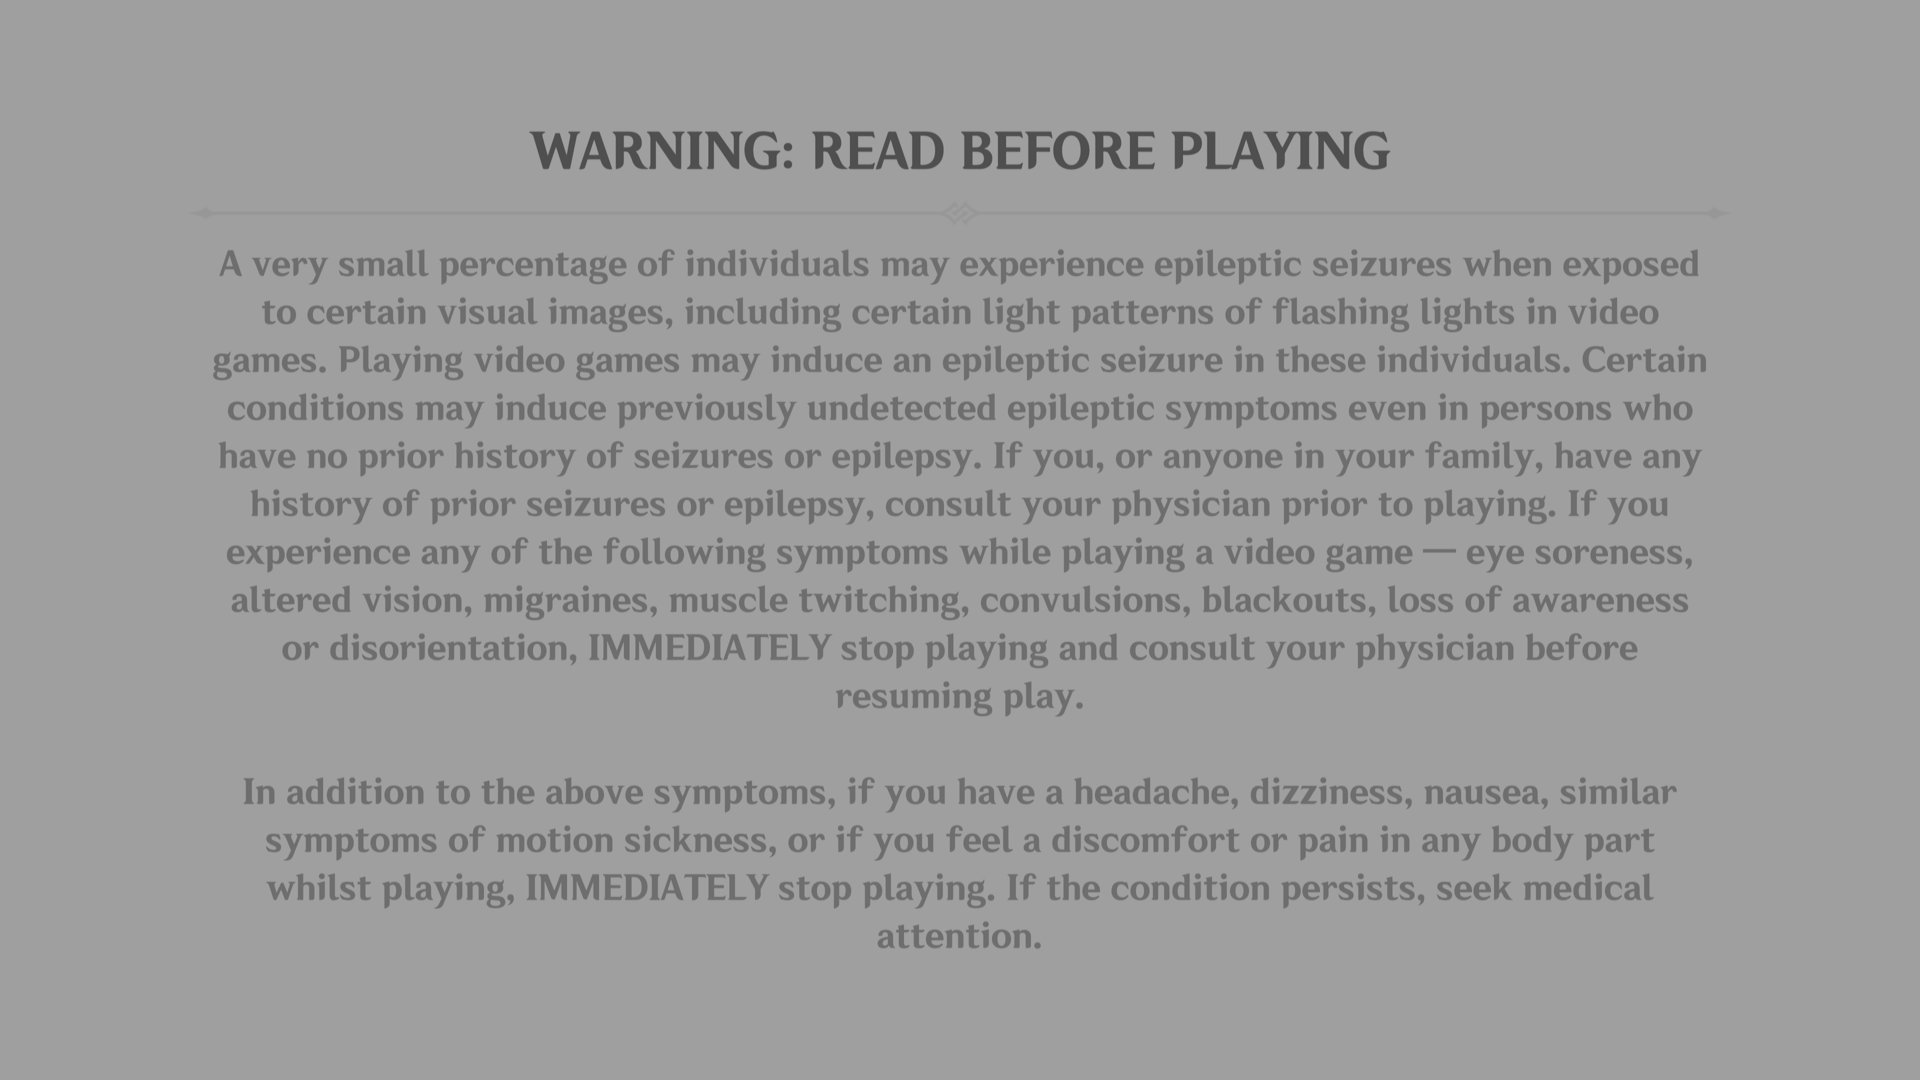 WARNING: READ BEFORE PLAYING
A very small percentage of individuals may experience epileptic seizures when exposed
to certain visual images, including certain light patterns of flashing lights in video
games. Playing video games may induce an epileptic seizure in these individuals. Certain
conditions may induce previously undetected epileptic symptoms even in persons who
have no prior history of seizures or epilepsy. If you, or anyone in your family, have any
history of prior seizures or epilepsy, consult your physician prior to playing. If you
experience any of the following symptoms while playing a video game — eye soreness,
altered vision, migraines, muscle twitching, convulsions, blackouts, loss of awareness
or disorientation, IMMEDIATELY stop playing and consult your physician before
resuming play.
In addition to the above symptoms, if you have a headache, dizziness, nausea, similar
symptoms of motion sickness, or if you feel a discomfort or pain in any body part
whilst playing, IMMEDIATELY stop playing. If the condition persists, seek medical
attention.